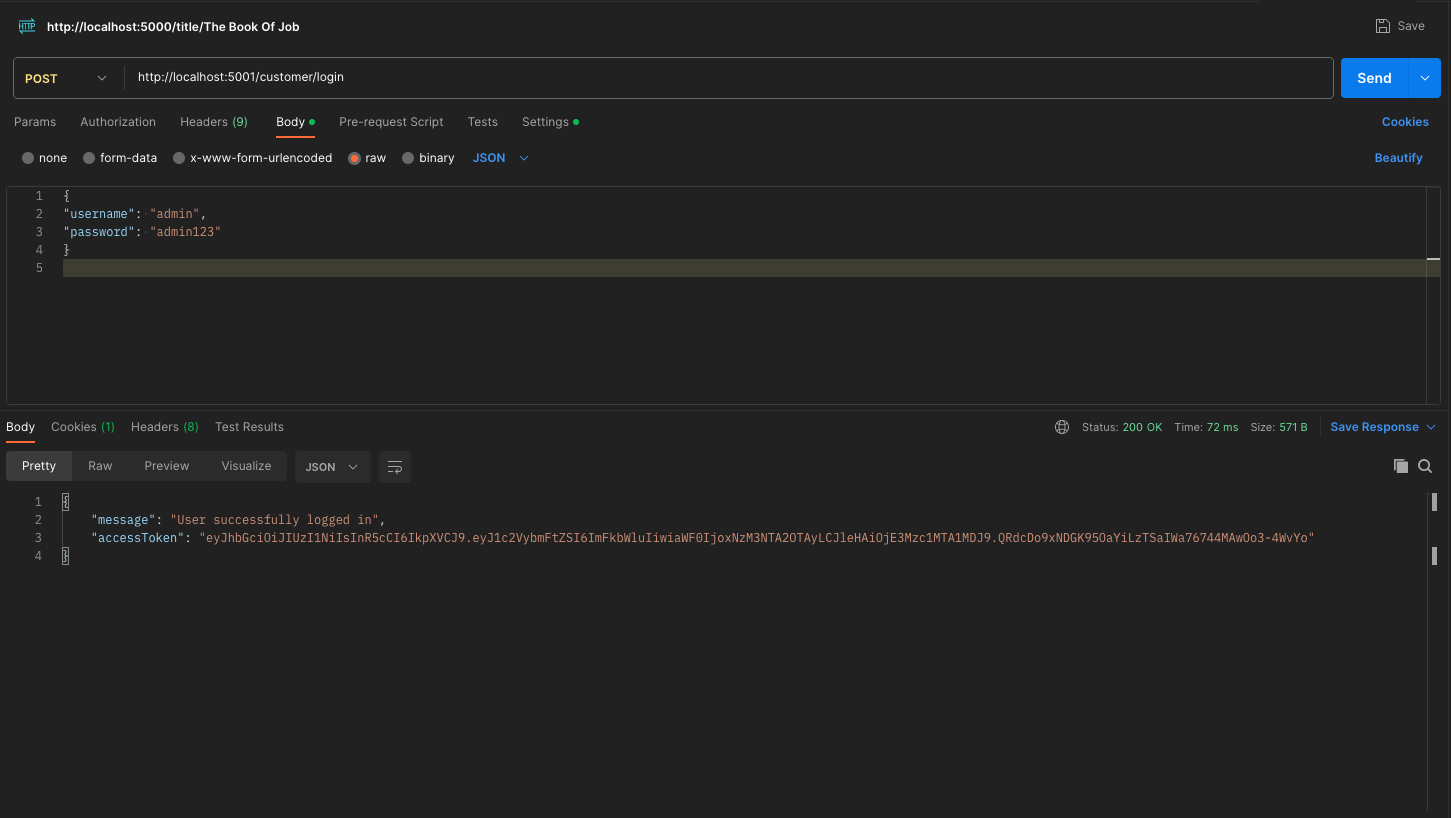 HTTP http://localhost:5000/title/The Book Of Job Save
POST http://localhost:5001/customer/login Send
Params Authorization Headers (9) Body Pre-request Script Tests Settings Cookies
none form-data x-www-form-urlencoded raw binary JSON Beautify
1 {
2 "username": "admin",
3 "password": "admin123"
4 }
5
Body Cookies (1) Headers (8) Test Results Status: 200 OK Time: 72 ms Size: 571 B Save Response
Pretty Raw Preview Visualize JSON
1 {
2 "message": "User successfully logged in",
3 "accessToken": "eyJhbGciOiJIUzI1NiIsInR5cCI6IkpXVCJ9.eyJ1c2VybmFtZSI6ImFkbWluIiwiaWF0IjoxNzM3NTA2OTAyLCJleHAiOjE3Mzc1MTA1MDJ9.QRdcDo9xNDGK95OaYiLzTSaIWa76744MAwOo3-4WvYo"
4 }